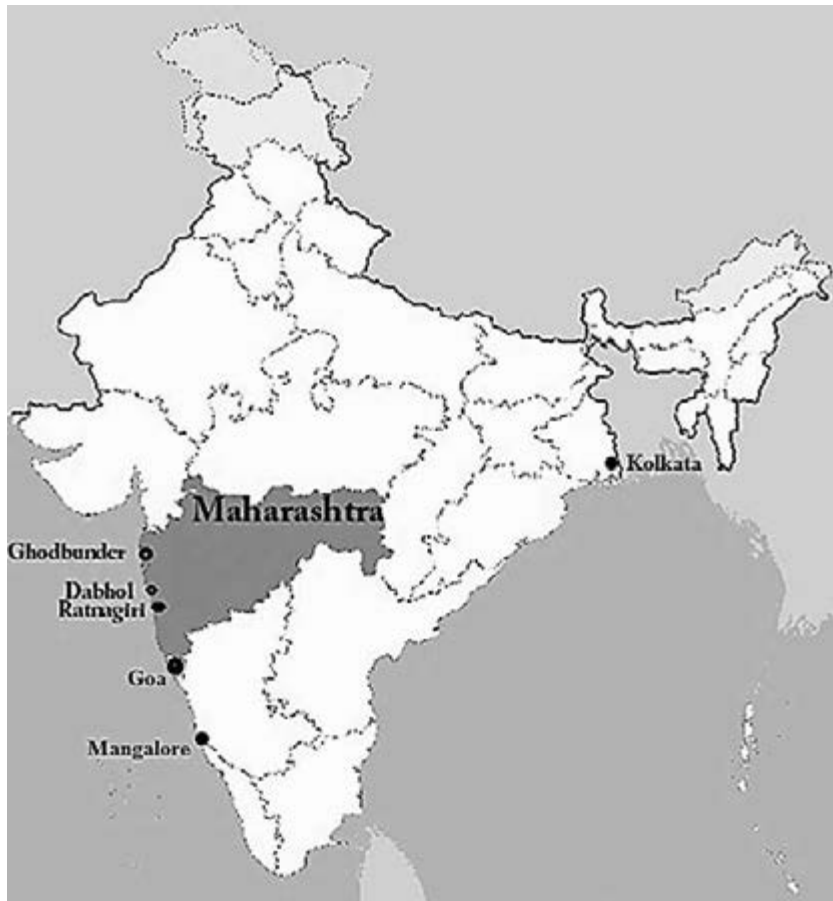 Kolkata
Maharashtra
Ghodbunder
Dabhol
Ratnagiri
Goa
Mangalore